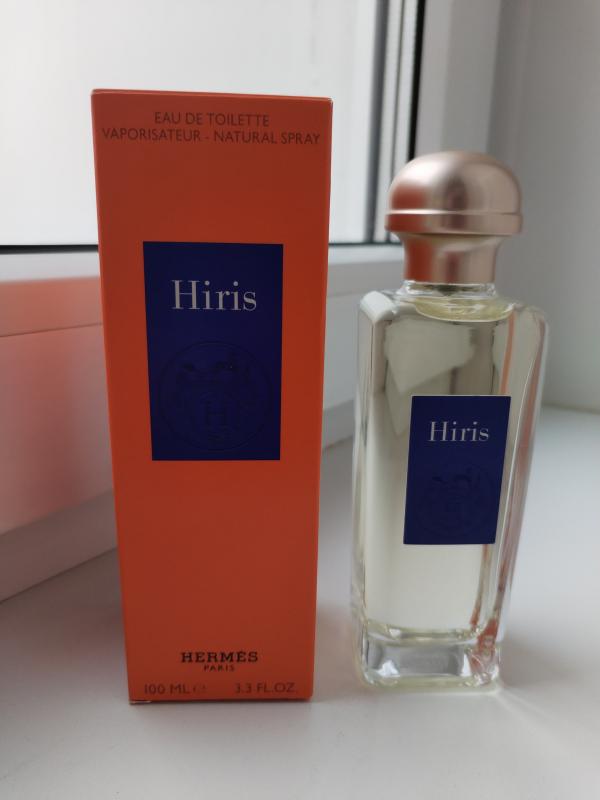 EAU DE TOILETTE
VAPORISATEUR - NATURAL SPRAY
Hiris
H
HERMÈS
PARIS
100 ML ℮ 3.3 FL.OZ.
Hiris
H